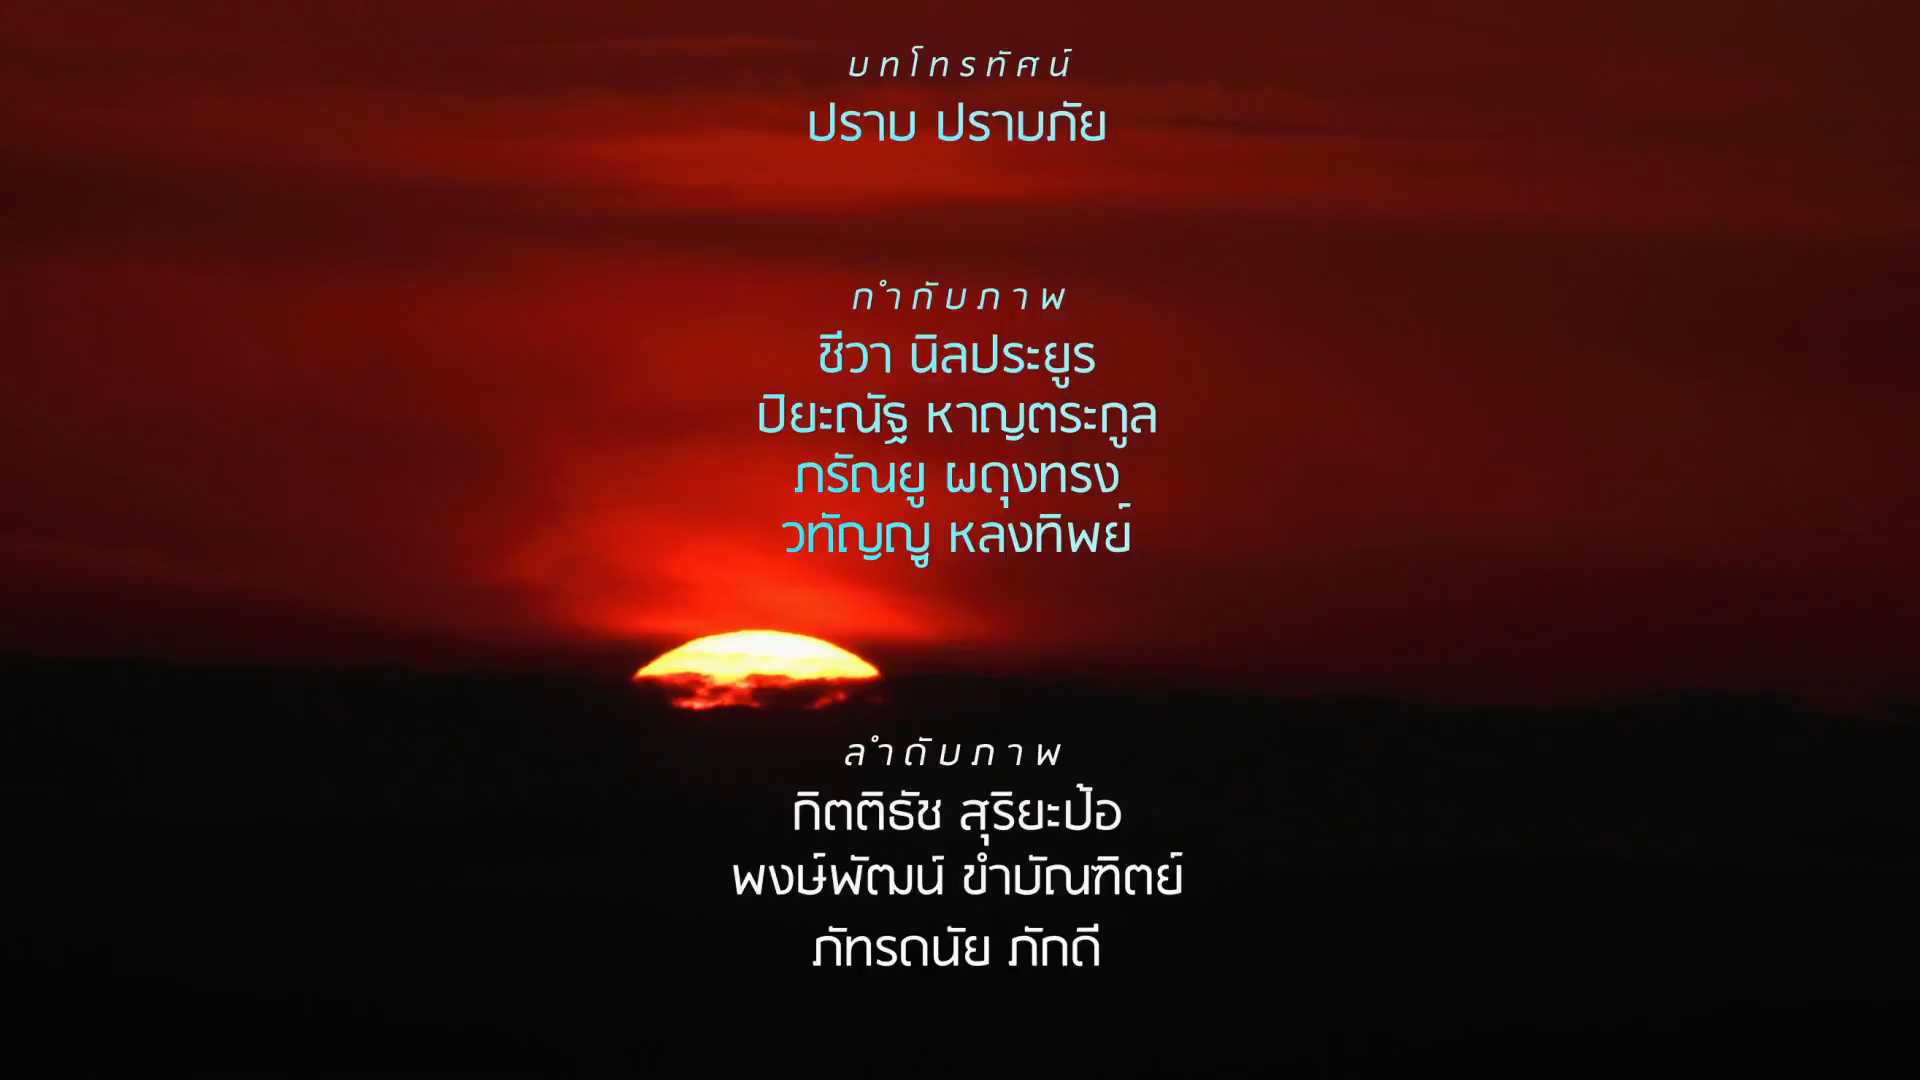 บทโทรทัศน์
ปราบ ปราบภัย
กำกับภาพ
ชีวา นิลประยูร
ปิยะณัฐ หาญตระกูล
ภรัณยู ผดุงทรง
วทัญญู หลงทิพย์
ลำดับภาพ
กิตติธัช สุริยะป้อ
พงษ์พัฒน์ ขำบัณฑิตย์
ภัทรดนัย ภักดี